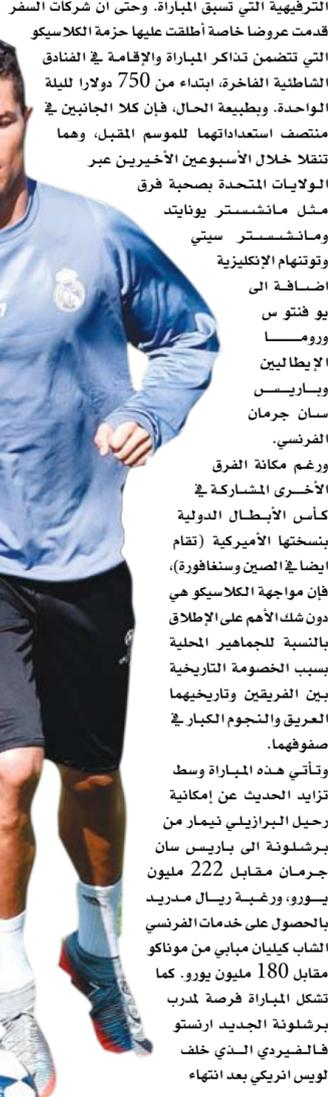 الترفيهية التي تسبق المباراة. وحتى أن شركات السفر
قدمت عروضا خاصة أطلقت عليها حزمة الكلاسيكو
التي تتضمن تذاكر المباراة والإقامة في الفنادق
الشاطئية الفاخرة، ابتداء من 750 دولارا لليلة
الواحدة. وبطبيعة الحال، فإن كلا الجانبين في
منتصف استعداداتهما للموسم المقبل، وهما
تنقلا خلال الأسبوعين الأخيرين عبر
الولايات المتحدة بصحبة فرق
مثل مانشستر يونايتد
ومانشستر سيتي
وتوتنهام الإنكليزية
اضافة الى
يو فنتو س
وروما
الإيطاليين
وباريس
سان جرمان
الفرنسي.
ورغم مكانة الفرق
الأخرى المشاركة في
كأس الأبطال الدولية
بنسختها الأميركية (تقام
ايضا في الصين وسنغافورة)،
فإن مواجهة الكلاسيكو هي
دون شك الأهم على الإطلاق
بالنسبة للجماهير المحلية
بسبب الخصومة التاريخية
بين الفريقين وتاريخيهما
العريق والنجوم الكبار في
صفوفهما.
وتأتي هذه المباراة وسط
تزايد الحديث عن إمكانية
رحيل البرازيلي نيمار من
برشلونة الى باريس سان
جرمان مقابل 222 مليون
يورو، ورغبة ريال مدريد
بالحصول على خدمات الفرنسي
الشاب كيليان مبابي من موناكو
مقابل 180 مليون يورو. كما
تشكل المباراة فرصة لمدرب
برشلونة الجديد ارنستو
فالفيردي الذي خلف
لويس انريكي بعد انتهاء